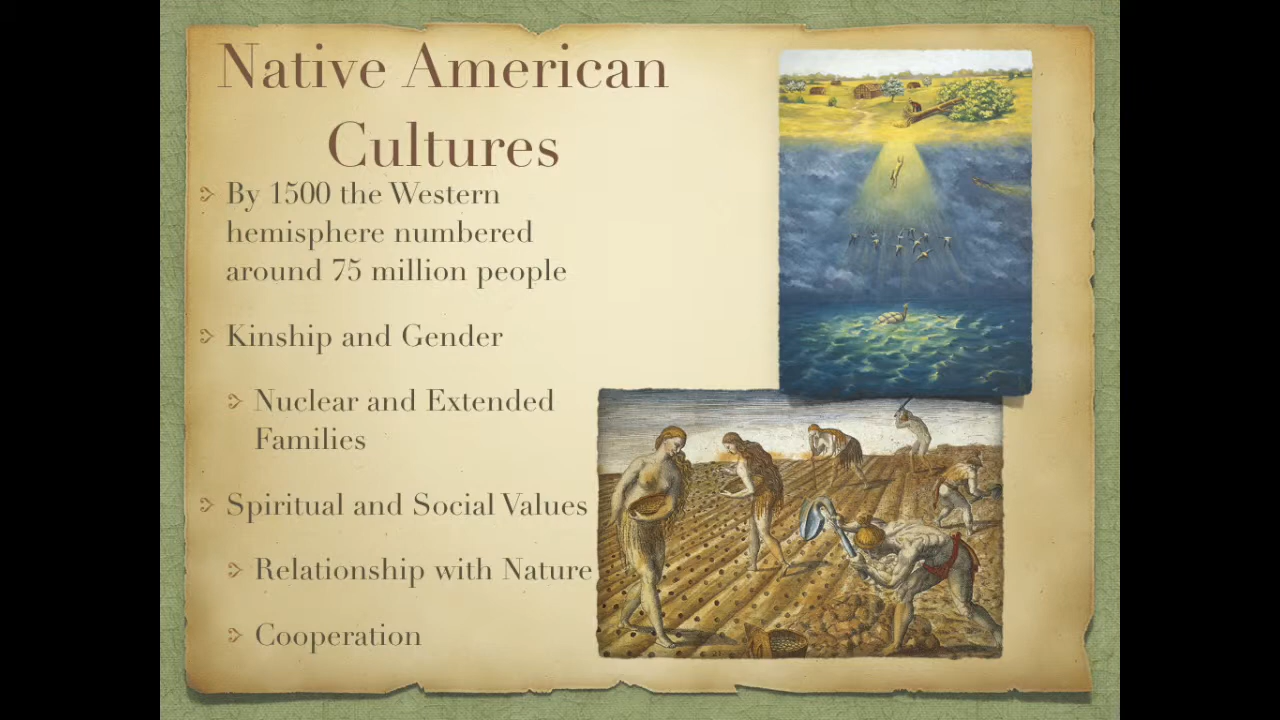 Native American
Cultures
By 1500 the Western
hemisphere numbered
around 75 million people
Kinship and Gender
Nuclear and Extended
Families
Spiritual and Social Values
Relationship with Nature
Cooperation